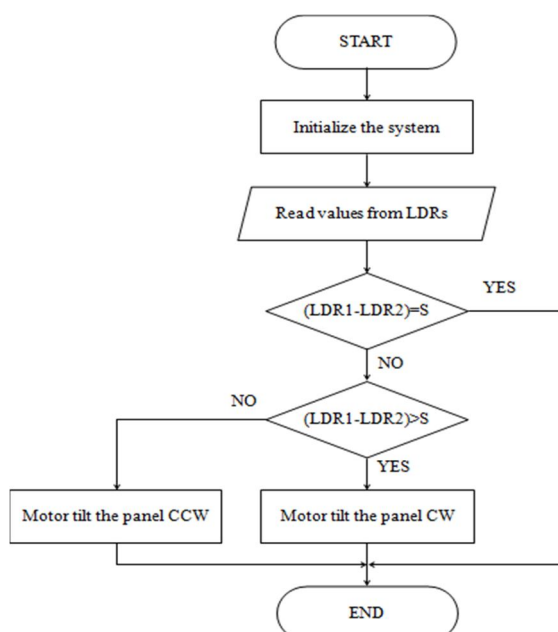 START
Initialize the system
Read values from LDRs
YES
(LDR1-LDR2)=S
NO
NO
(LDR1-LDR2)>S
YES
Motor tilt the panel CCW
Motor tilt the panel CW
END